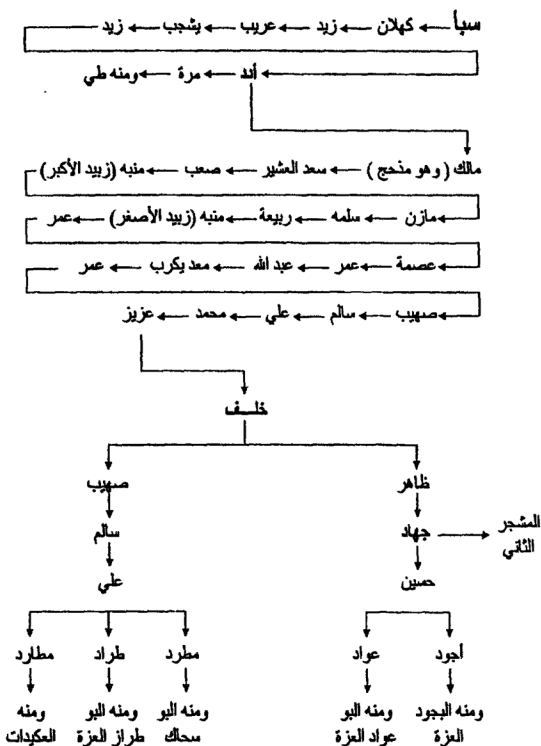 سبأ كهلان زيد عريب يشجب زيد
أدد مرة ومنه طي
مالك (وهو مذحج) سعد العشير صعب منبه (زبيد الأكبر)
مازن سلمه ربيعة منبه (زبيد الأصغر) عمر
عصمة عمر عبد الله معد يكرب عمر
صهيب سالم علي محمد عزيز
خلف
ظاهر صهيب
المشجر
الثاني
جهاد سالم
حسين علي
أجود عواد مطرد طراد مطارد
ومنه البجود ومنه البو ومنه البو ومنه البو ومنه
العزة عواد العزة سحاك طراز العزة العكيدات